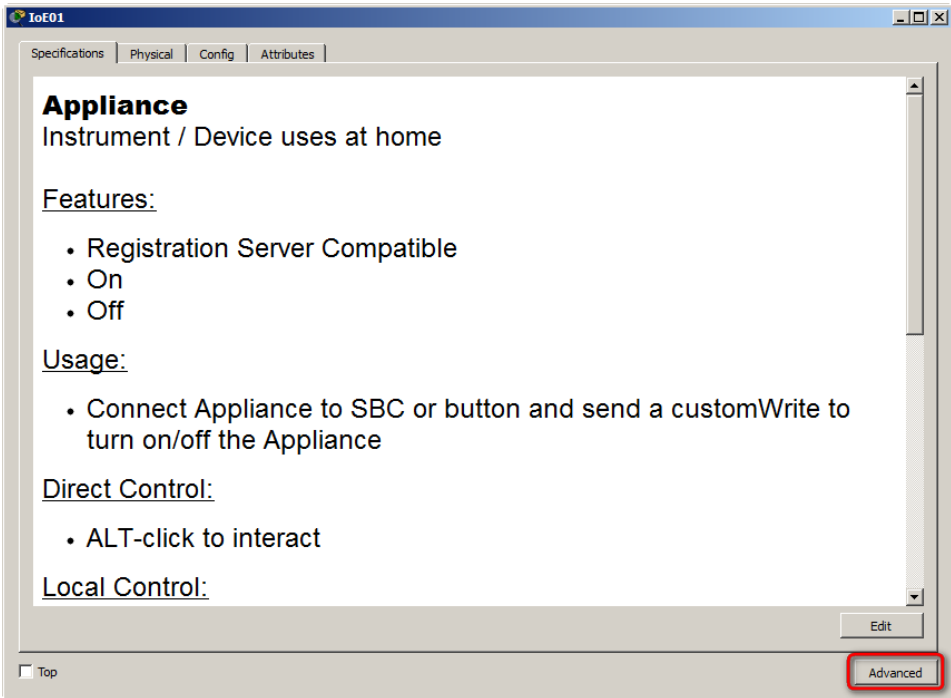 IoE01
Specifications Physical Config Attributes
Appliance
Instrument / Device uses at home
Features:
• Registration Server Compatible
• On
• Off
Usage:
• Connect Appliance to SBC or button and send a customWrite to
turn on/off the Appliance
Direct Control:
• ALT-click to interact
Local Control:
Edit
Top
Advanced